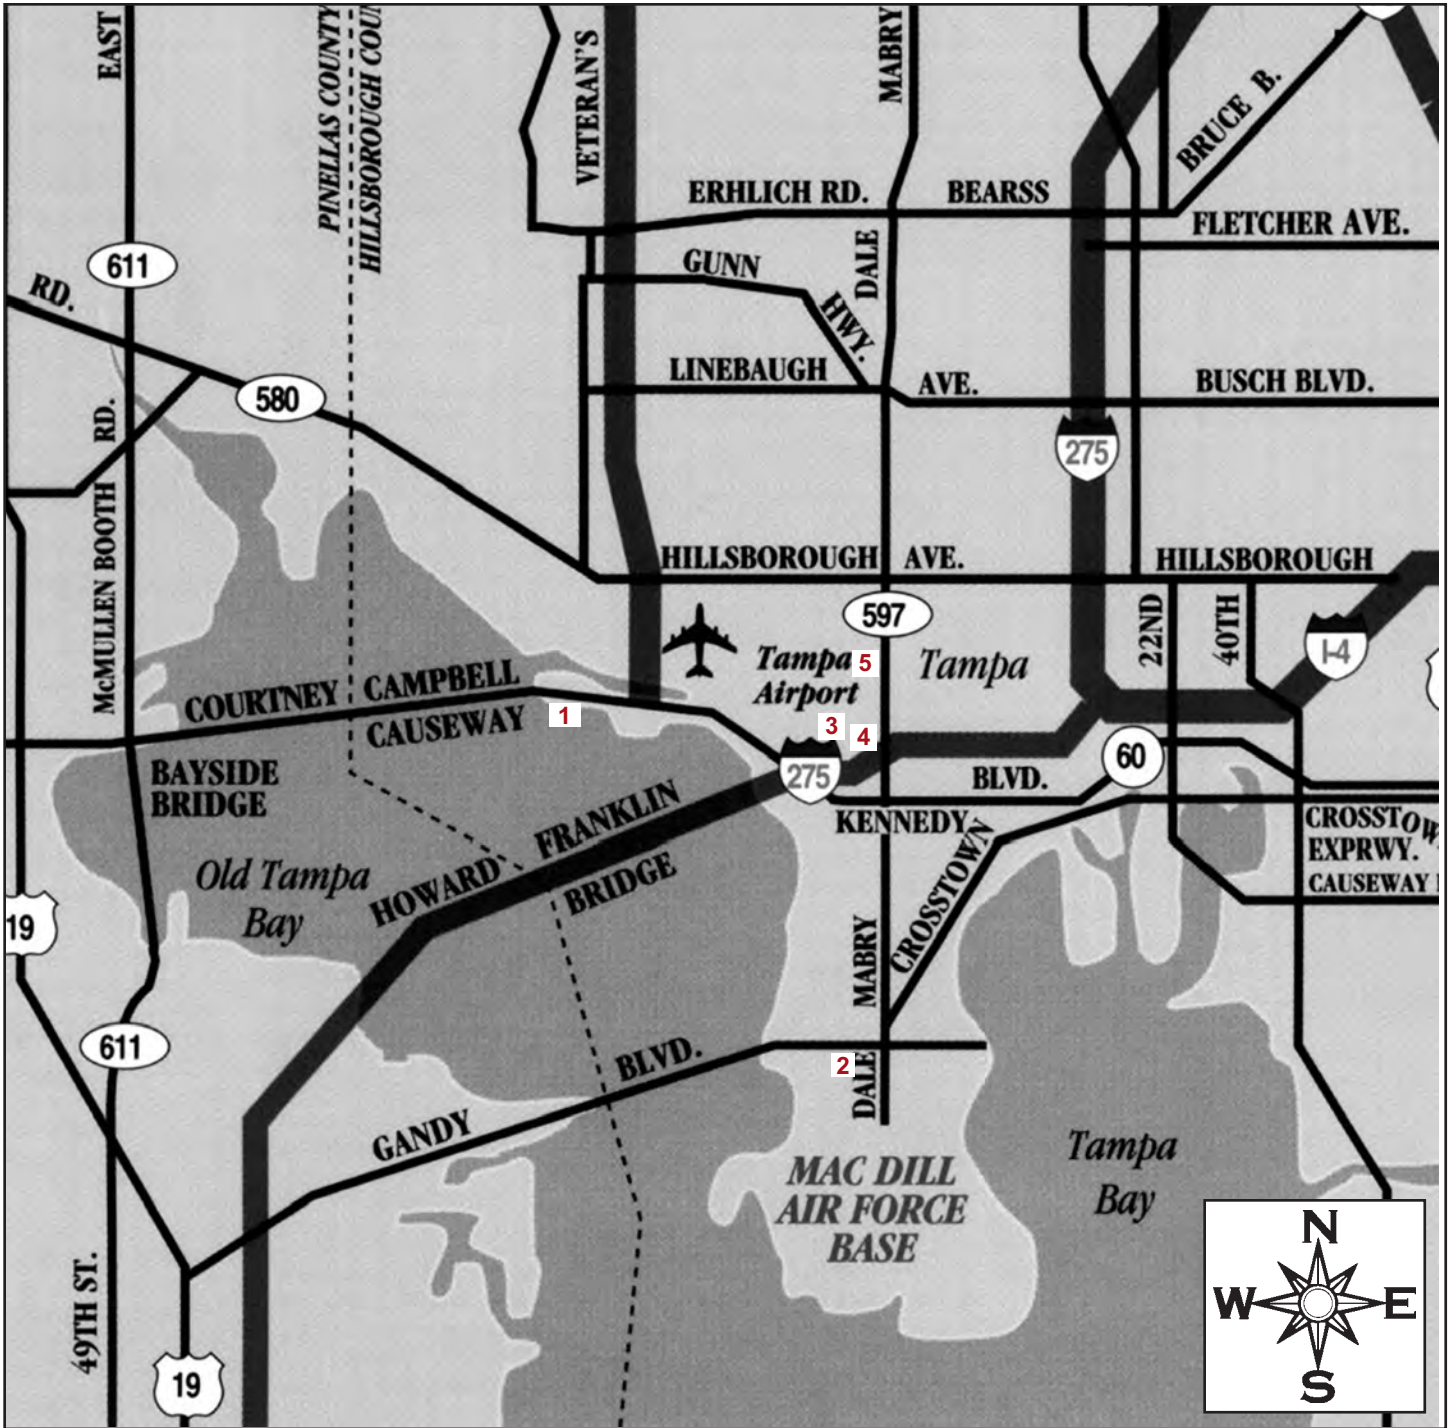 EAST
PINELLAS COUNTY
HILLSBOROUGH COUN
VETERAN'S
MABRY
BRUCE B.
ERHLICH RD.
BEARSS
FLETCHER AVE.
611
RD.
GUNN
HWY.
DALE
LINEBAUGH
AVE.
BUSCH BLVD.
580
RD.
275
McMULLEN BOOTH
HILLSBOROUGH
AVE.
HILLSBOROUGH
597
22ND
40TH
I-4
Tampa
Airport
5
Tampa
COURTNEY
CAMPBELL
CAUSEWAY
1
3
4
275
60
BLVD.
KENNEDY
BAYSIDE
BRIDGE
HOWARD
FRANKLIN
BRIDGE
CROSSTOWN
CROSSTOW
EXPRWY.
CAUSEWAY
Old Tampa
Bay
19
MABRY
611
BLVD.
2
DALE
GANDY
MAC DILL
AIR FORCE
BASE
Tampa
Bay
49TH ST.
19
N
W
E
S